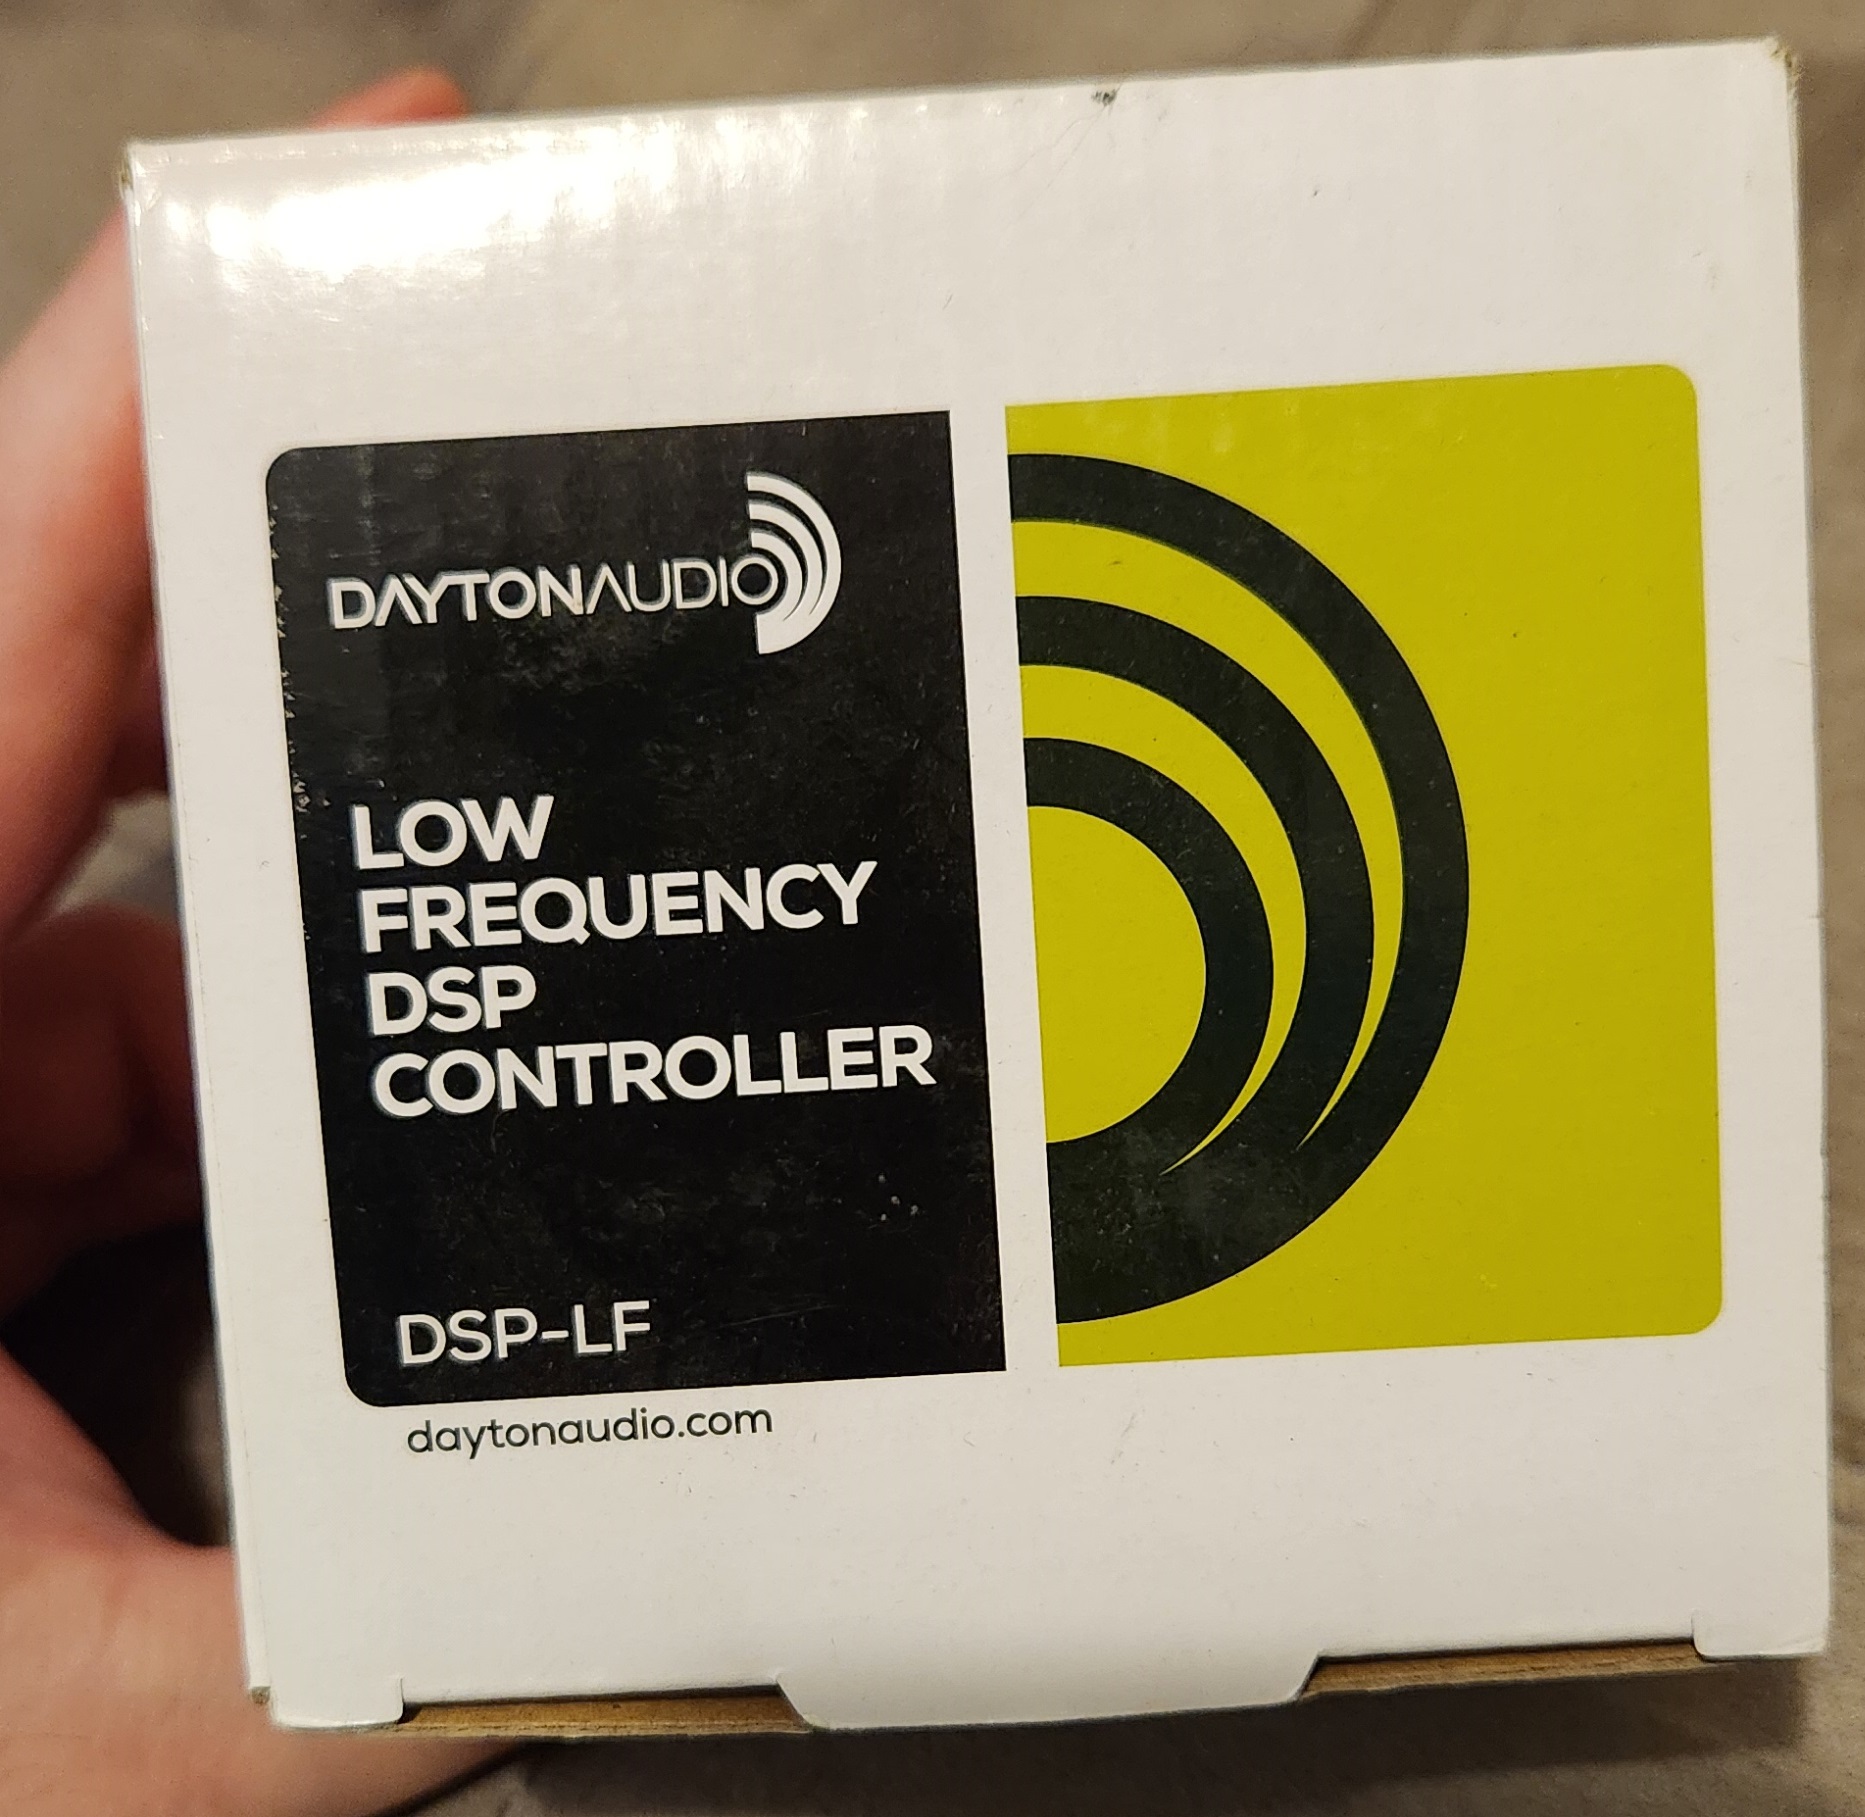 DAYTONAUDIO
LOW
FREQUENCY
DSP
CONTROLLER
DSP-LF
daytonaudio.com